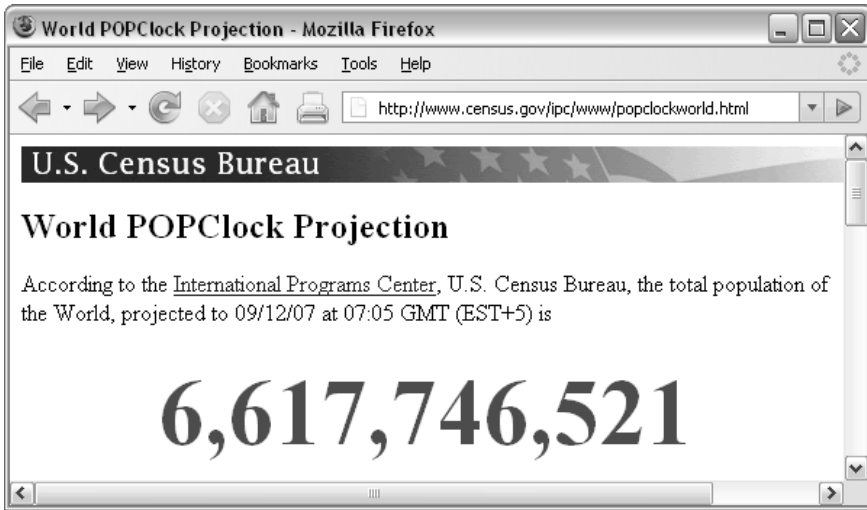 World POPClock Projection - Mozilla Firefox
File Edit View History Bookmarks Tools Help
http://www.census.gov/ipc/www/popclockworld.html
U.S. Census Bureau
World POPClock Projection
According to the International Programs Center, U.S. Census Bureau, the total population of
the World, projected to 09/12/07 at 07:05 GMT (EST+5) is
6,617,746,521